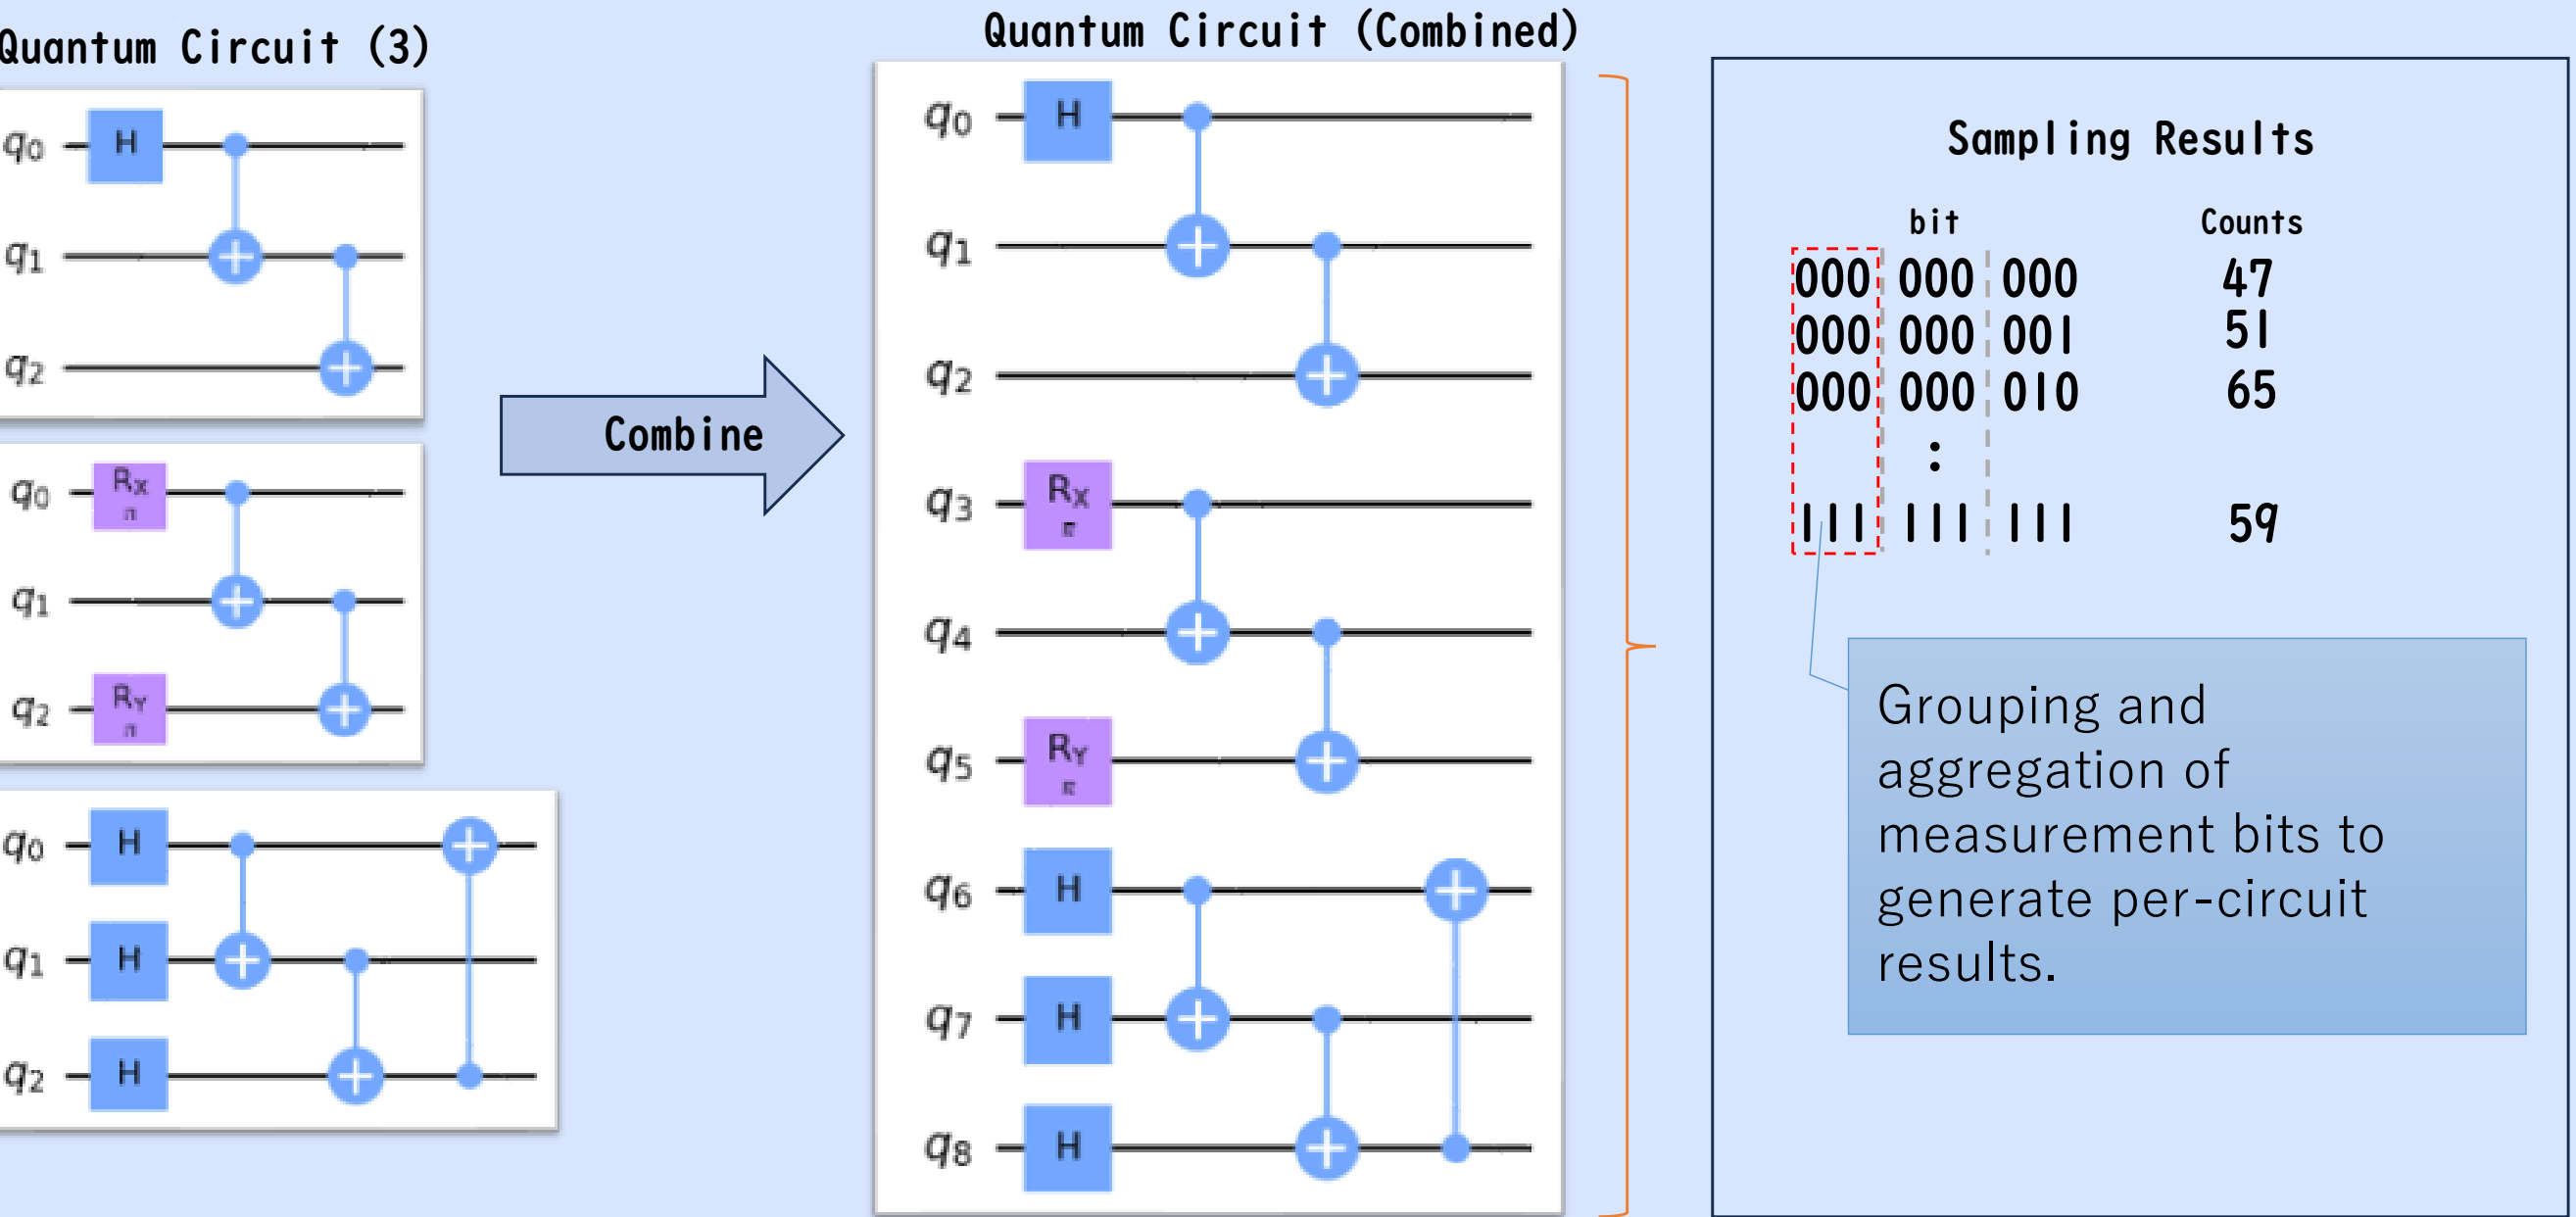 Quantum Circuit (3)
q0 H
q1
q2
q0 RX π
q1
q2 RY π
q0 H
q1 H
q2 H
Combine
Quantum Circuit (Combined)
q0 H
q1
q2
q3 RX
q4
q5 RY
q6 H
q7 H
q8 H
Sampling Results
bit Counts
000 000 000 47
000 000 001 51
000 000 010 65
:
111 111 111 59
Grouping and
aggregation of
measurement bits to
generate per-circuit
results.